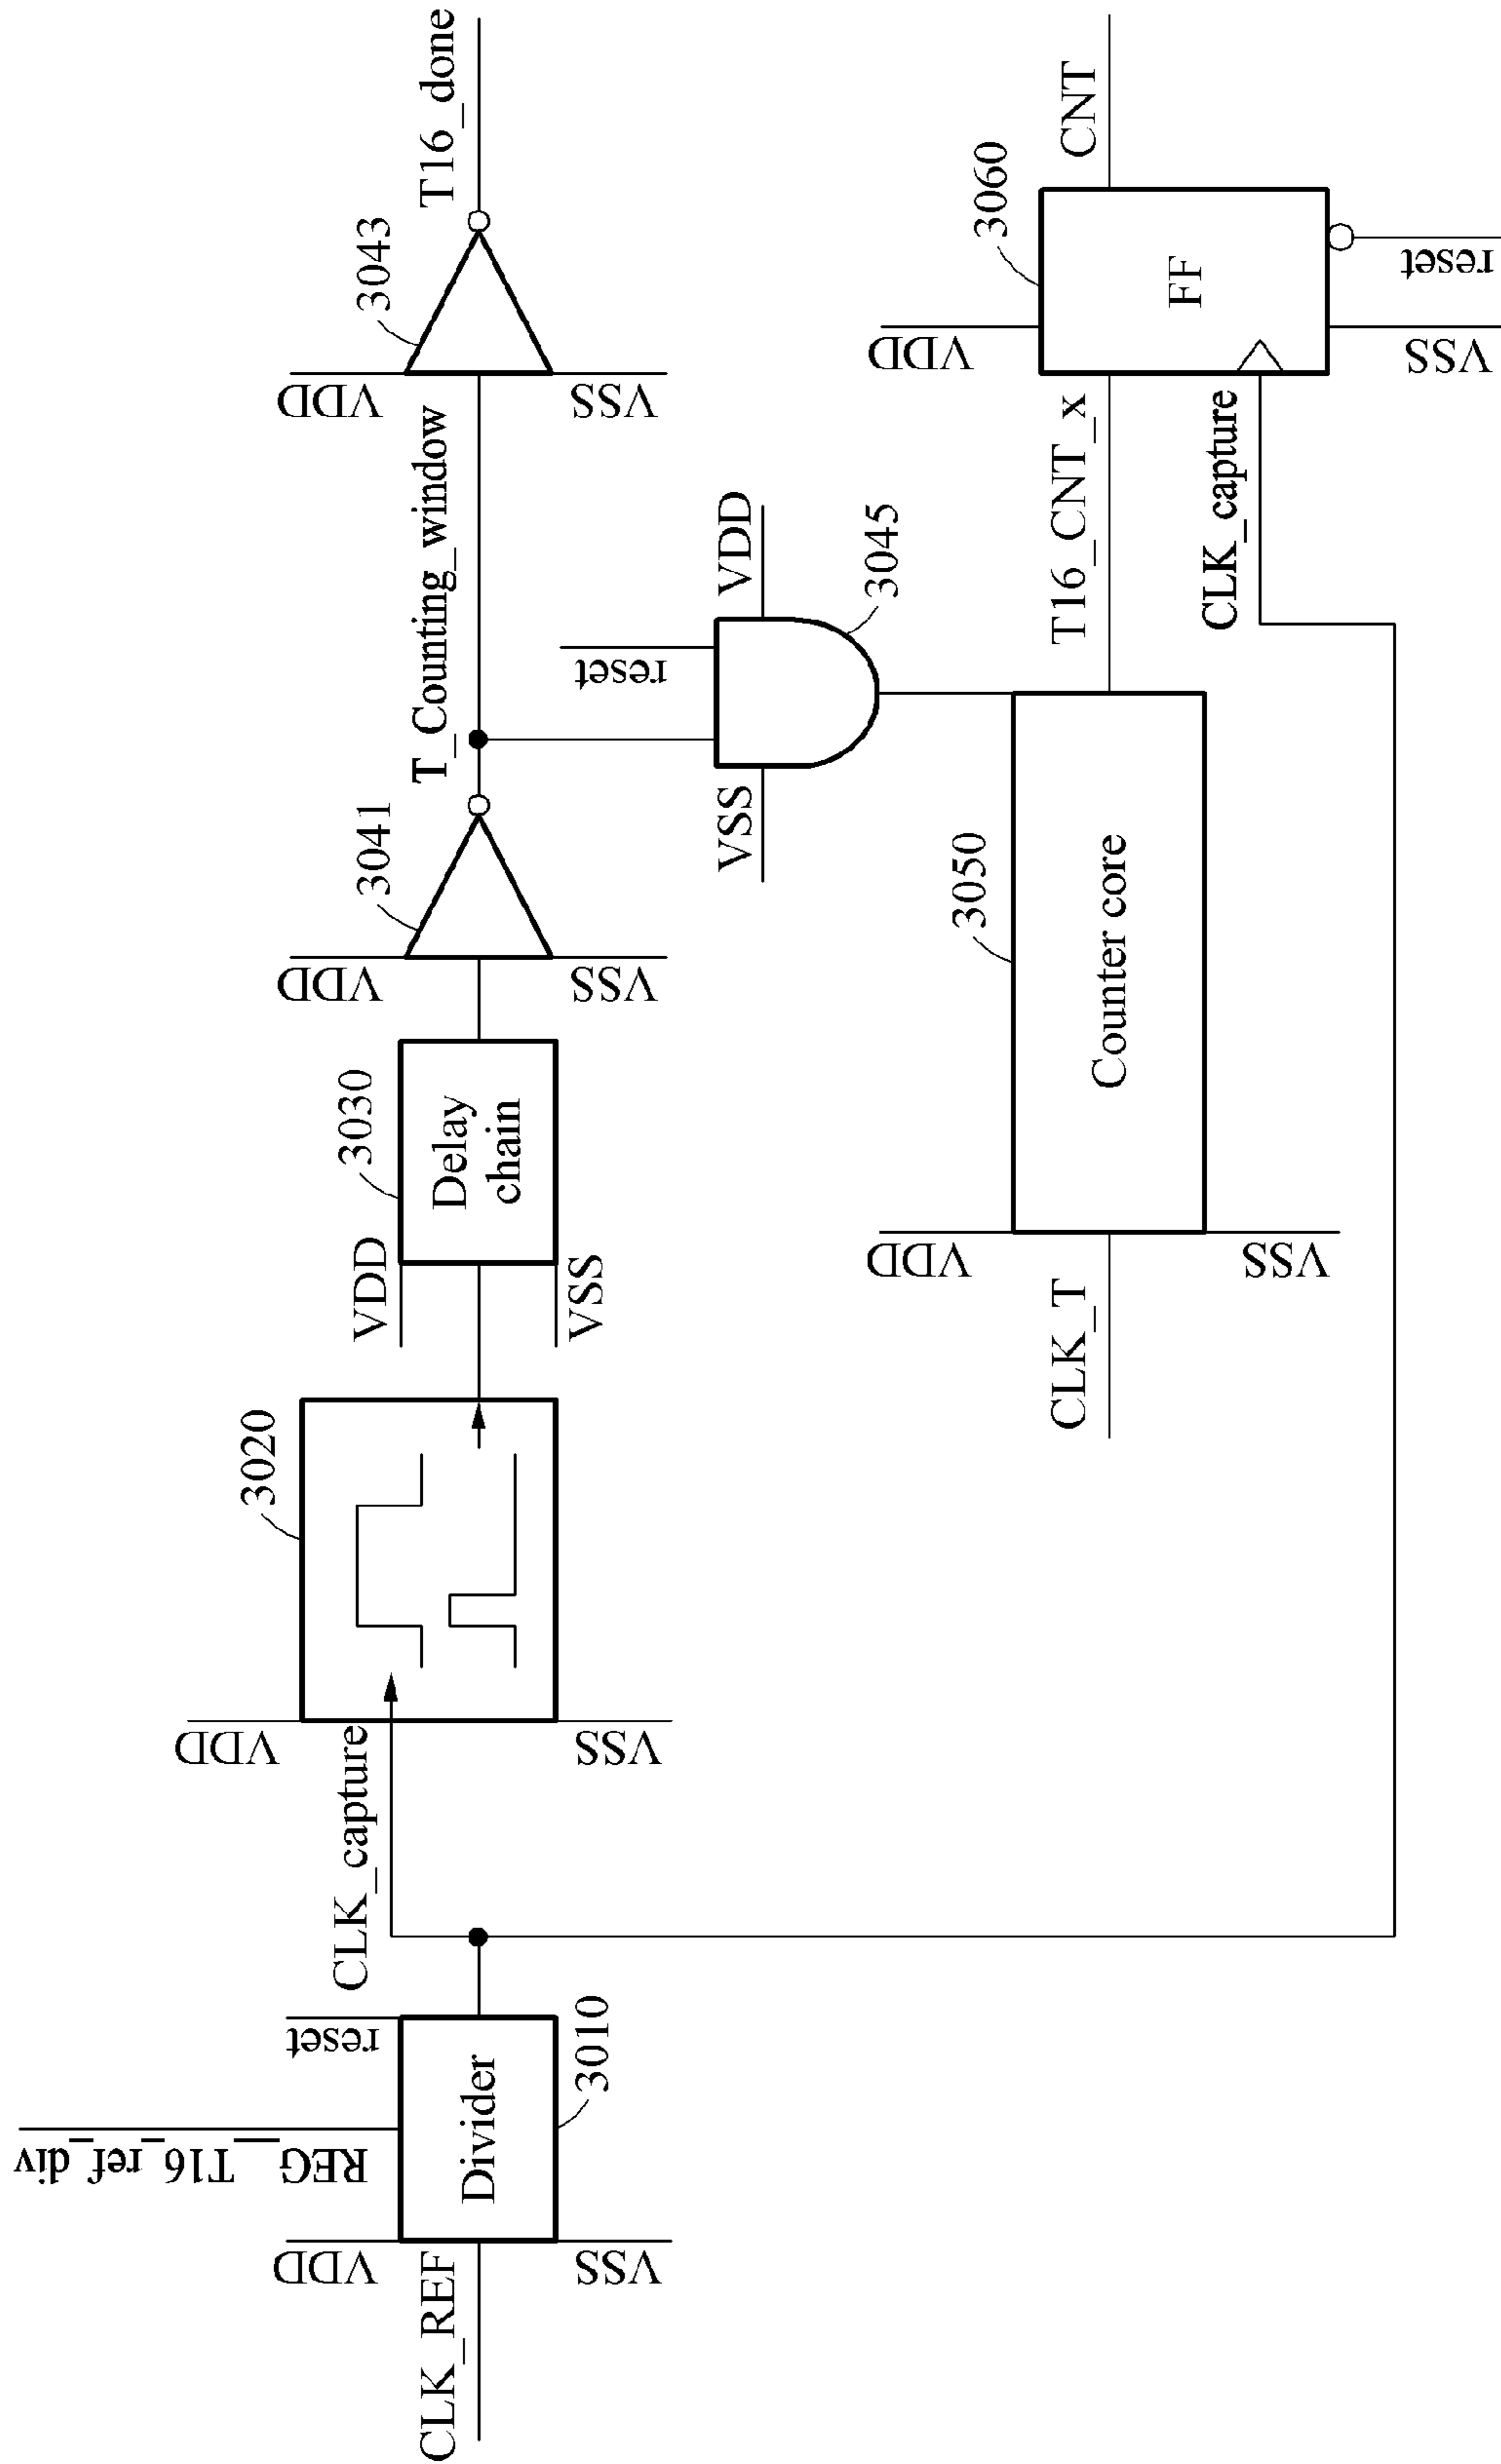 REG__T16_ref_div
reset
CLK_REF
VDD
VSS
Divider
3010
CLK_capture
VDD
VSS
3020
VDD
VSS
Delay
chain
3030
VDD
VSS
3041
T_Counting_window
VDD
VSS
3043
T16_done
reset
VSS
VDD
3045
CLK_T
VDD
VSS
Counter core
3050
T16_CNT_x
CLK_capture
VDD
VSS
FF
3060
reset
CNT